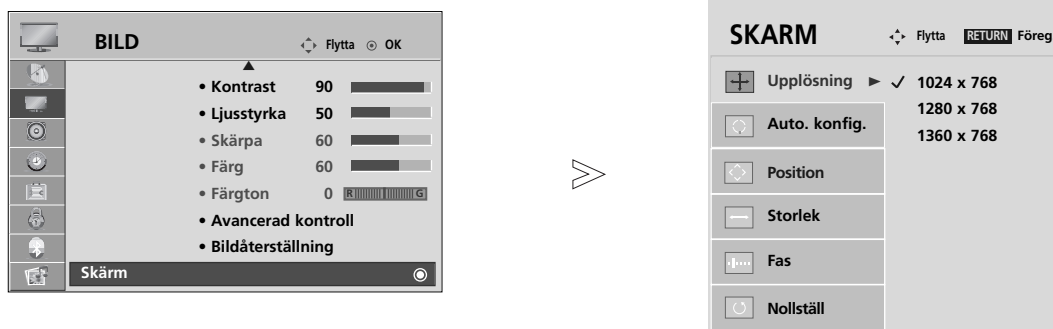 BILD
Flytta OK
• Kontrast 90
• Ljusstyrka 50
• Skärpa 60
• Färg 60
• Färgton 0 R G
• Avancerad kontroll
• Bildåterställning
Skärm
SKARM
Flytta RETURN Föreg
Upplösning ► ✓ 1024 x 768
1280 x 768
Auto. konfig.
1360 x 768
Position
Storlek
Fas
Nollställ